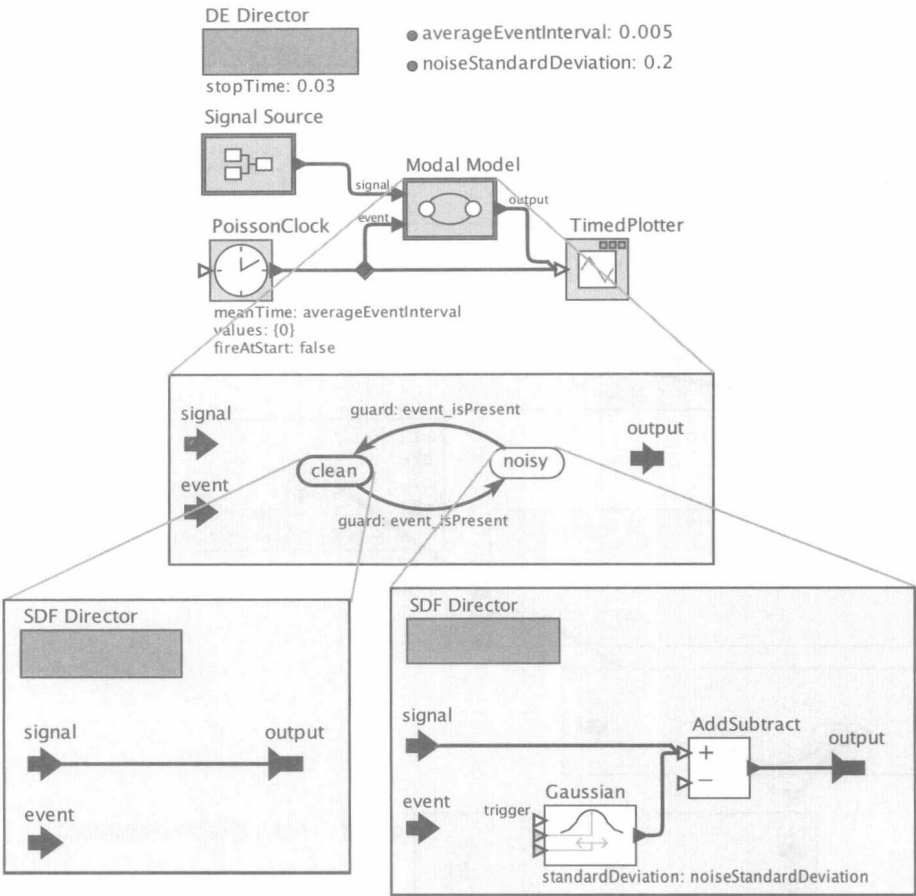 DE Director
averageEventInterval: 0.005
noiseStandardDeviation: 0.2
stopTime: 0.03
Signal Source
Modal Model
signal
output
event
PoissonClock
TimedPlotter
meanTime: averageEventInterval
values: {0}
fireAtStart: false
signal
guard: event_isPresent
output
clean
noisy
event
guard: event_isPresent
SDF Director
signal
output
event
SDF Director
signal
AddSubtract
output
+
−
event
Gaussian
trigger
standardDeviation: noiseStandardDeviation